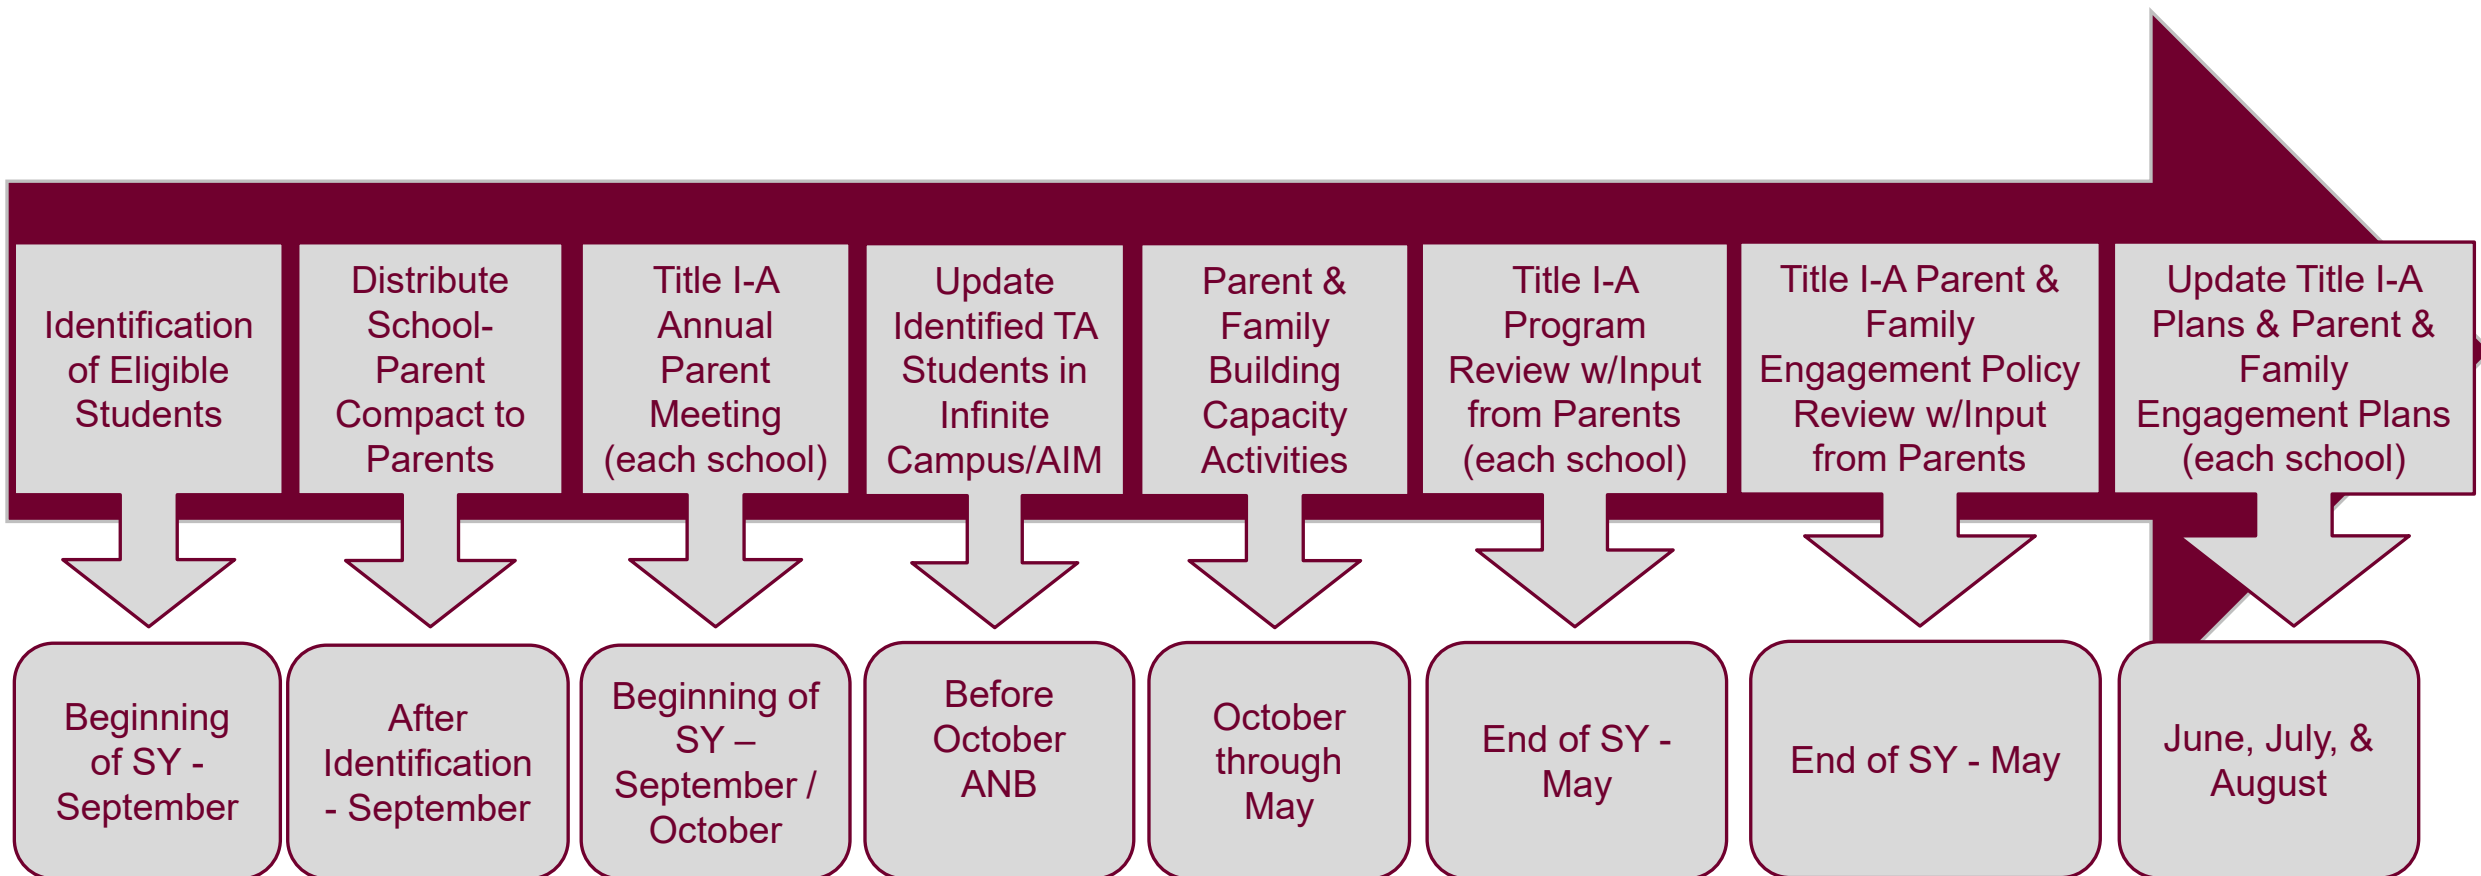 Identification
of Eligible
Students
Distribute
School-
Parent
Compact to
Parents
Title I-A
Annual
Parent
Meeting
(each school)
Update
Identified TA
Students in
Infinite
Campus/AIM
Parent &
Family
Building
Capacity
Activities
Title I-A
Program
Review w/Input
from Parents
(each school)
Title I-A Parent &
Family
Engagement Policy
Review w/Input
from Parents
Update Title I-A
Plans & Parent &
Family
Engagement Plans
(each school)
Beginning
of SY -
September
After
Identification
- September
Beginning of
SY –
September /
October
Before
October
ANB
October
through
May
End of SY -
May
End of SY - May
June, July, &
August